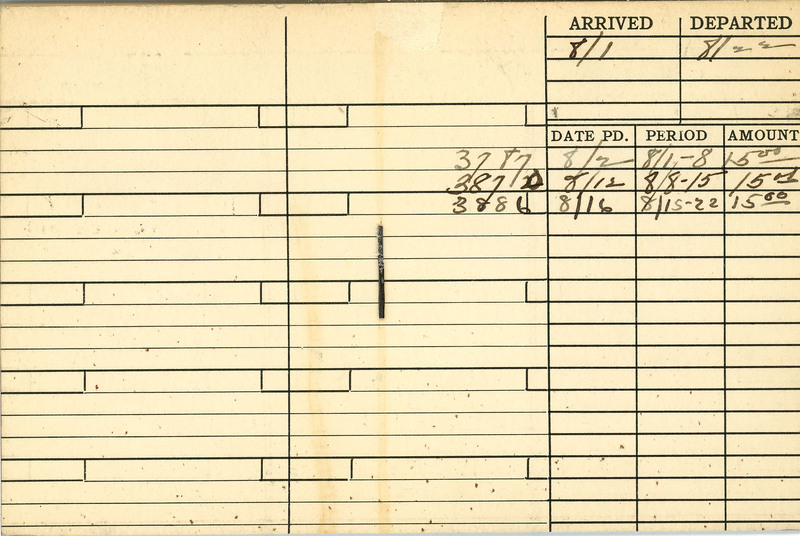 ARRIVED DEPARTED
8/1 8/22
DATE PD. PERIOD AMOUNT
3787 8/2 8/1-8 15.00
8/12 8/8-15 15.00
3886 8/16 8/15-22 15.00